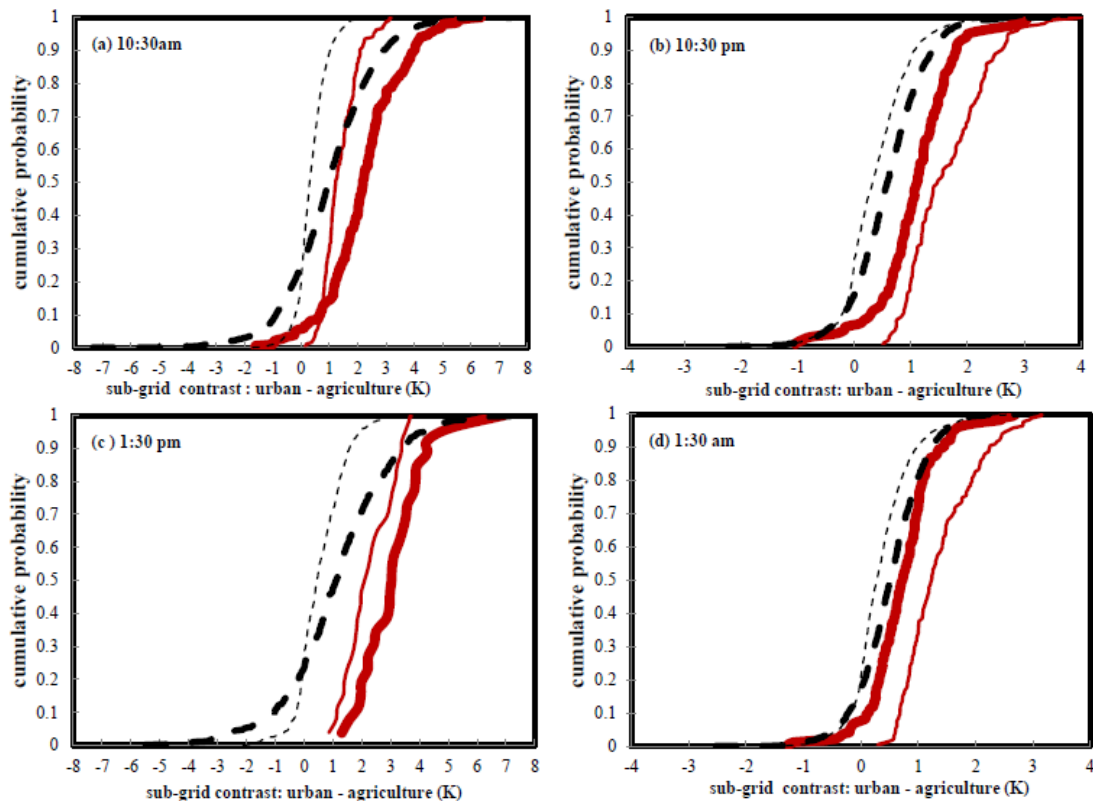 1
0.9
0.8
0.7
0.6
0.5
0.4
0.3
0.2
0.1
0
cumulative probability
(a) 10:30am
-8 -7 -6 -5 -4 -3 -2 -1 0 1 2 3 4 5 6 7 8
sub-grid contrast : urban - agriculture (K)
1
0.9
0.8
0.7
0.6
0.5
0.4
0.3
0.2
0.1
0
cumulative probability
(b) 10:30 pm
-4 -3 -2 -1 0 1 2 3 4
sub-grid contrast: urban - agriculture (K)
1
0.9
0.8
0.7
0.6
0.5
0.4
0.3
0.2
0.1
0
cumulative probability
(c ) 1:30 pm
-8 -7 -6 -5 -4 -3 -2 -1 0 1 2 3 4 5 6 7 8
sub-grid contrast: urban - agriculture (K)
1
0.9
0.8
0.7
0.6
0.5
0.4
0.3
0.2
0.1
0
cumulative probability
(d) 1:30 am
-4 -3 -2 -1 0 1 2 3 4
sub-grid contrast: urban - agriculture (K)